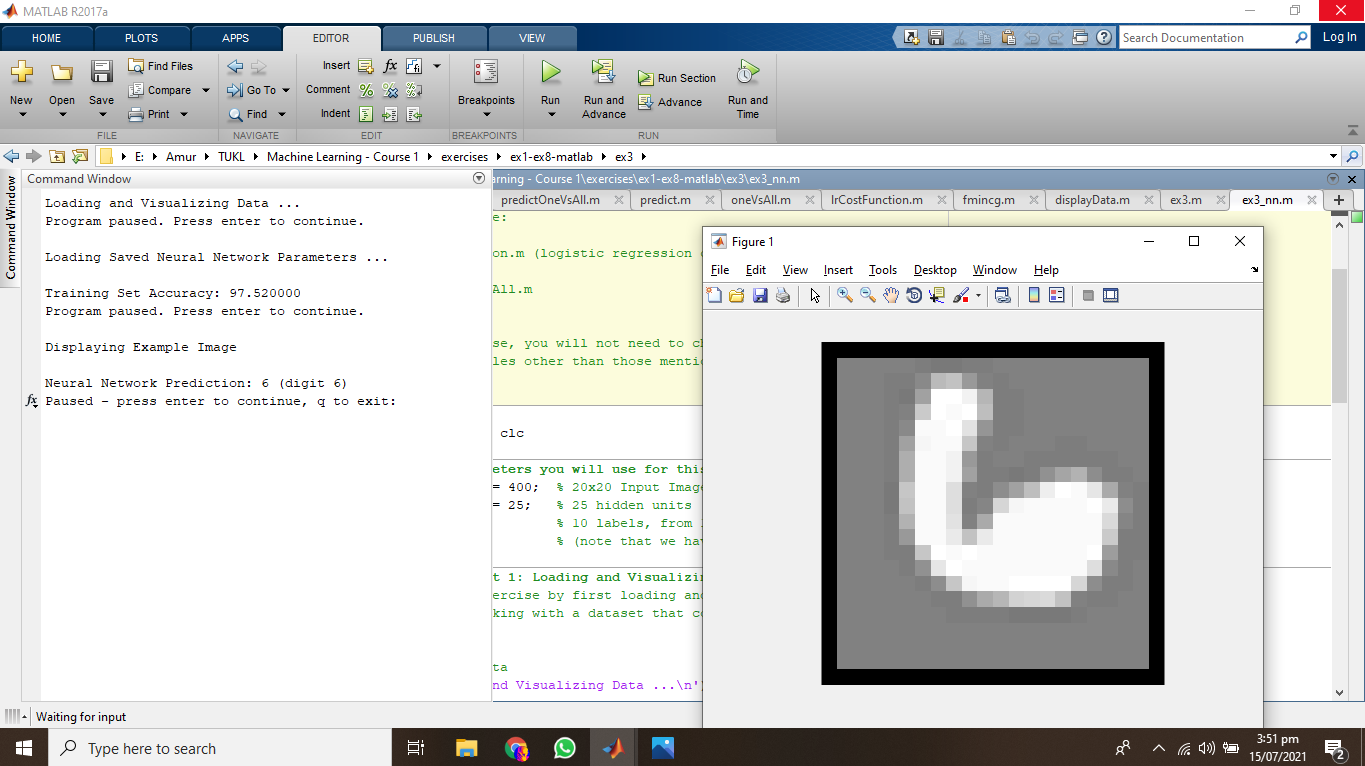 MATLAB R2017a
HOME PLOTS APPS EDITOR PUBLISH VIEW
Search Documentation Log In
New Open Save Find Files Compare Print
Go To Find
Insert fx
Comment
Indent
Breakpoints
Run Run and Advance Run Section Advance Run and Time
FILE NAVIGATE EDIT BREAKPOINTS RUN
E: Amur TUKL Machine Learning - Course 1 exercises ex1-ex8-matlab ex3
Command Window
Command Window
Loading and Visualizing Data ...
Program paused. Press enter to continue.
Loading Saved Neural Network Parameters ...
Training Set Accuracy: 97.520000
Program paused. Press enter to continue.
Displaying Example Image
Neural Network Prediction: 6 (digit 6)
fx Paused - press enter to continue, q to exit:
arning - Course 1\exercises\ex1-ex8-matlab\ex3\ex3_nn.m
predictOneVsAll.m predict.m oneVsAll.m lrCostFunction.m fmincg.m displayData.m ex3.m ex3_nn.m
e:
on.m (logistic regression
All.m
se, you will not need to
les other than those
clc
eters you will use for this
= 400; % 20x20 Input
= 25; % 25 hidden units
% 10 labels, from
% (note that we
t 1: Loading and
ercise by first loading
king with a dataset that
ta
nd Visualizing Data ...\n'
Figure 1
File Edit View Insert Tools Desktop Window Help
Waiting for input
Type here to search
3:51 pm
15/07/2021
2